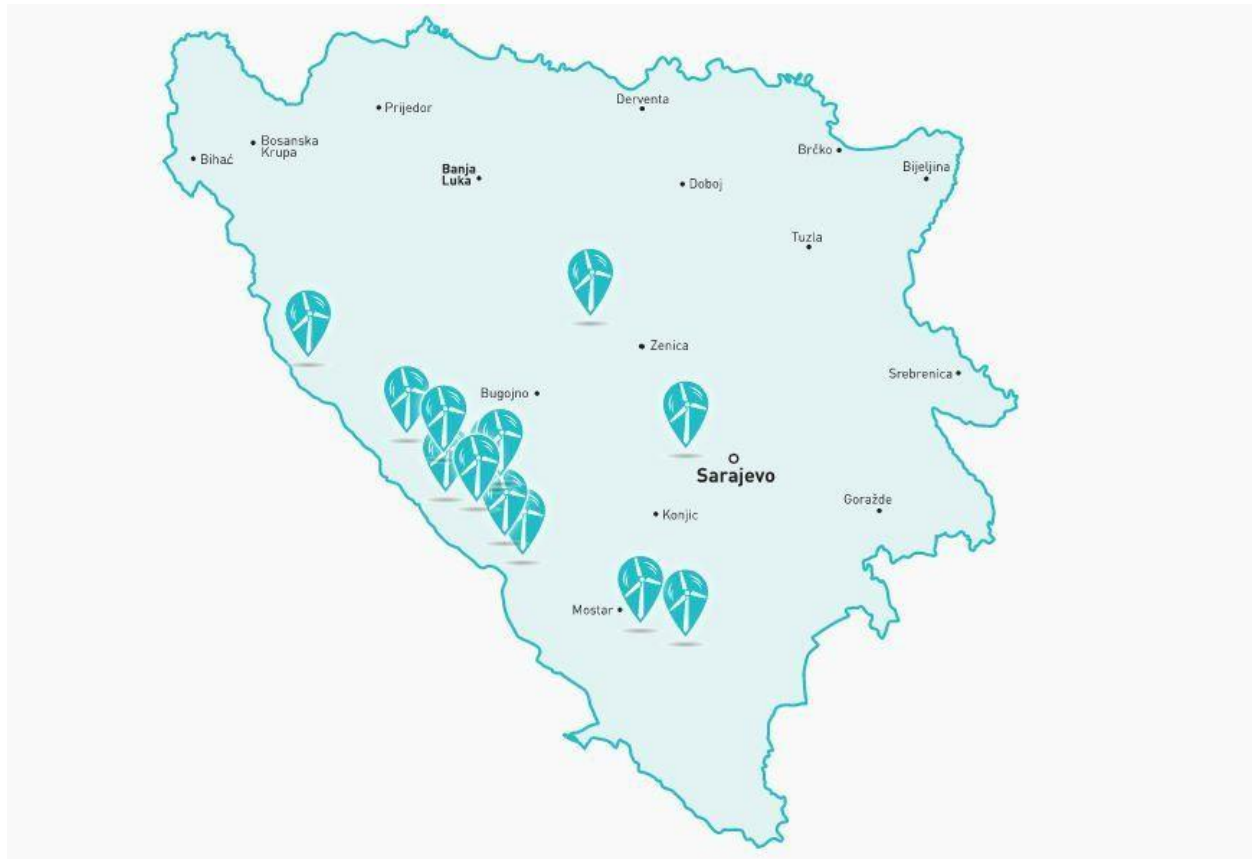 Derventa
Prijedor
Bosanska
Krupa
Brčko
Bihać
Bijeljina
Banja
Luka
Doboj
Tuzla
Zenica
Srebrenica
Bugojno
Sarajevo
Goražde
Konjic
Mostar